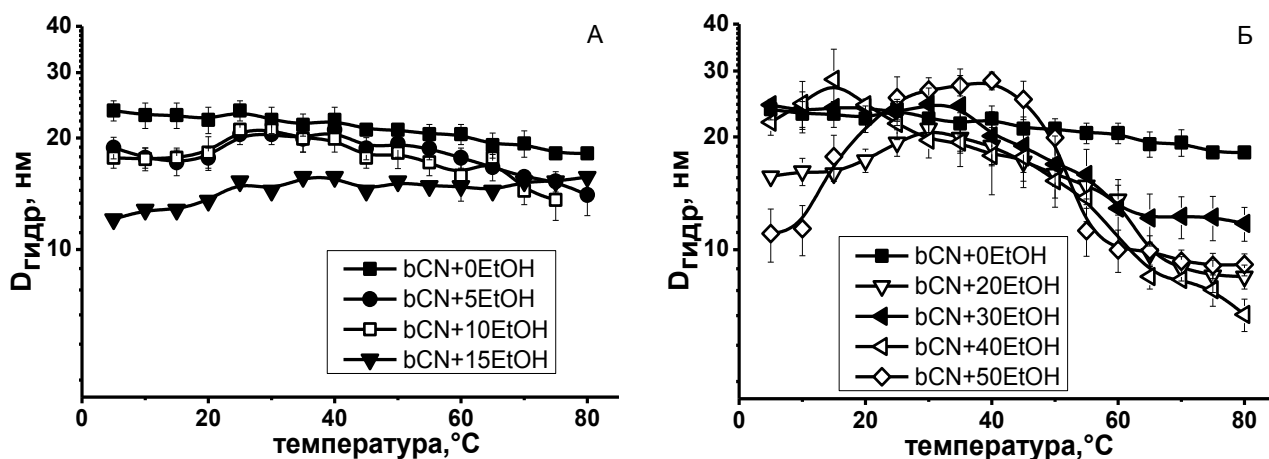 А
D гидр, нм
30
20
10
0
20
40
60
80
температура,°С
bCN+0EtOH
bCN+5EtOH
bCN+10EtOH
bCN+15EtOH
Б
D гидр, нм
40
30
20
10
0
20
40
60
80
температура,°С
bCN+0EtOH
bCN+20EtOH
bCN+30EtOH
bCN+40EtOH
bCN+50EtOH